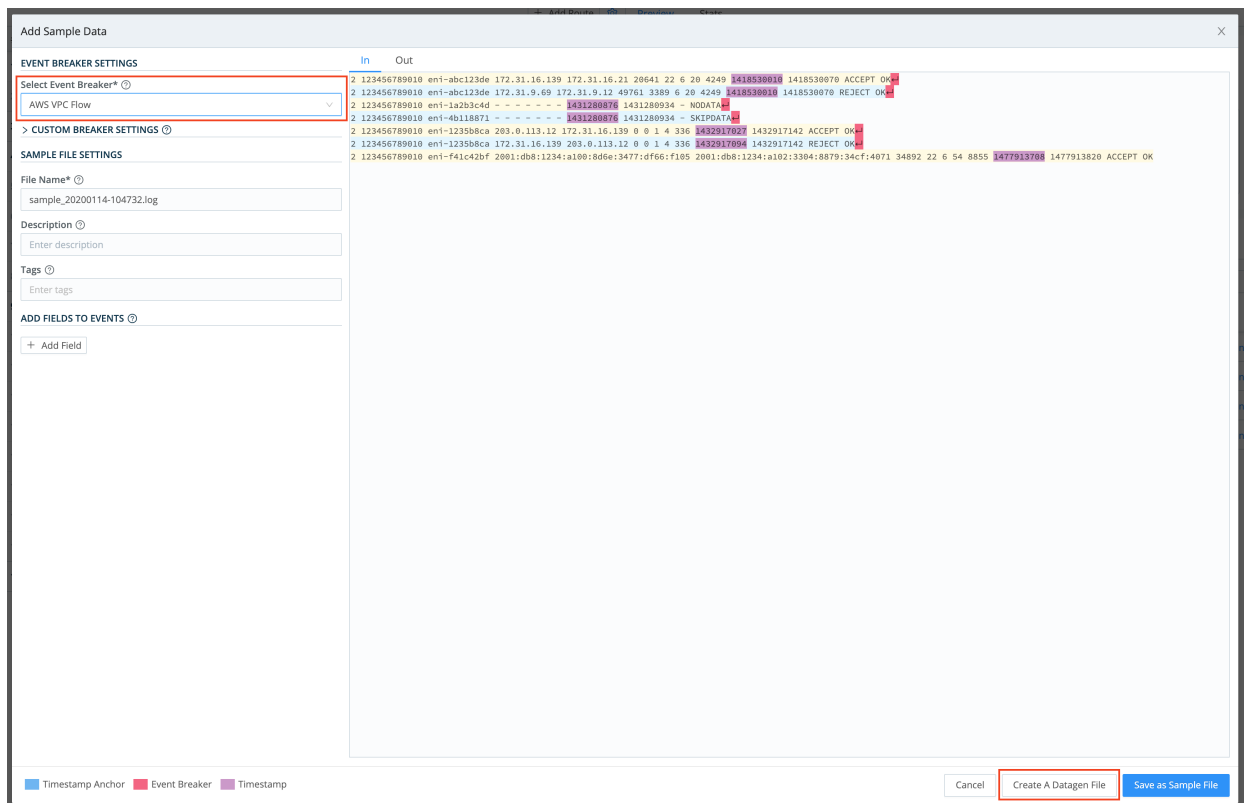 + Add Route Preview Stats
Add Sample Data
EVENT BREAKER SETTINGS
Select Event Breaker*
AWS VPC Flow
CUSTOM BREAKER SETTINGS
SAMPLE FILE SETTINGS
File Name*
sample_20200114-104732.log
Description
Enter description
Tags
Enter tags
ADD FIELDS TO EVENTS
+ Add Field
In Out
2 123456789010 eni-abc123de 172.31.16.139 172.31.16.21 20641 22 6 20 4249 1418530010 1418530070 ACCEPT OK↵
2 123456789010 eni-abc123de 172.31.9.69 172.31.9.12 49761 3389 6 20 4249 1418530010 1418530070 REJECT OK↵
2 123456789010 eni-1a2b3c4d - - - - - - - 1431280876 1431280934 - NODATA↵
2 123456789010 eni-4b118871 - - - - - - - 1431280876 1431280934 - SKIPDATA↵
2 123456789010 eni-1235b8ca 203.0.113.12 172.31.16.139 0 0 1 4 336 1432917027 1432917142 ACCEPT OK↵
2 123456789010 eni-1235b8ca 172.31.16.139 203.0.113.12 0 0 1 4 336 1432917094 1432917142 REJECT OK↵
2 123456789010 eni-f41c42bf 2001:db8:1234:a100:8d6e:3477:df66:f105 2001:db8:1234:a102:3304:8879:34cf:4071 34892 22 6 54 8855 1477913708 1477913820 ACCEPT OK
Timestamp Anchor Event Breaker Timestamp
Cancel Create A Datagen File Save as Sample File